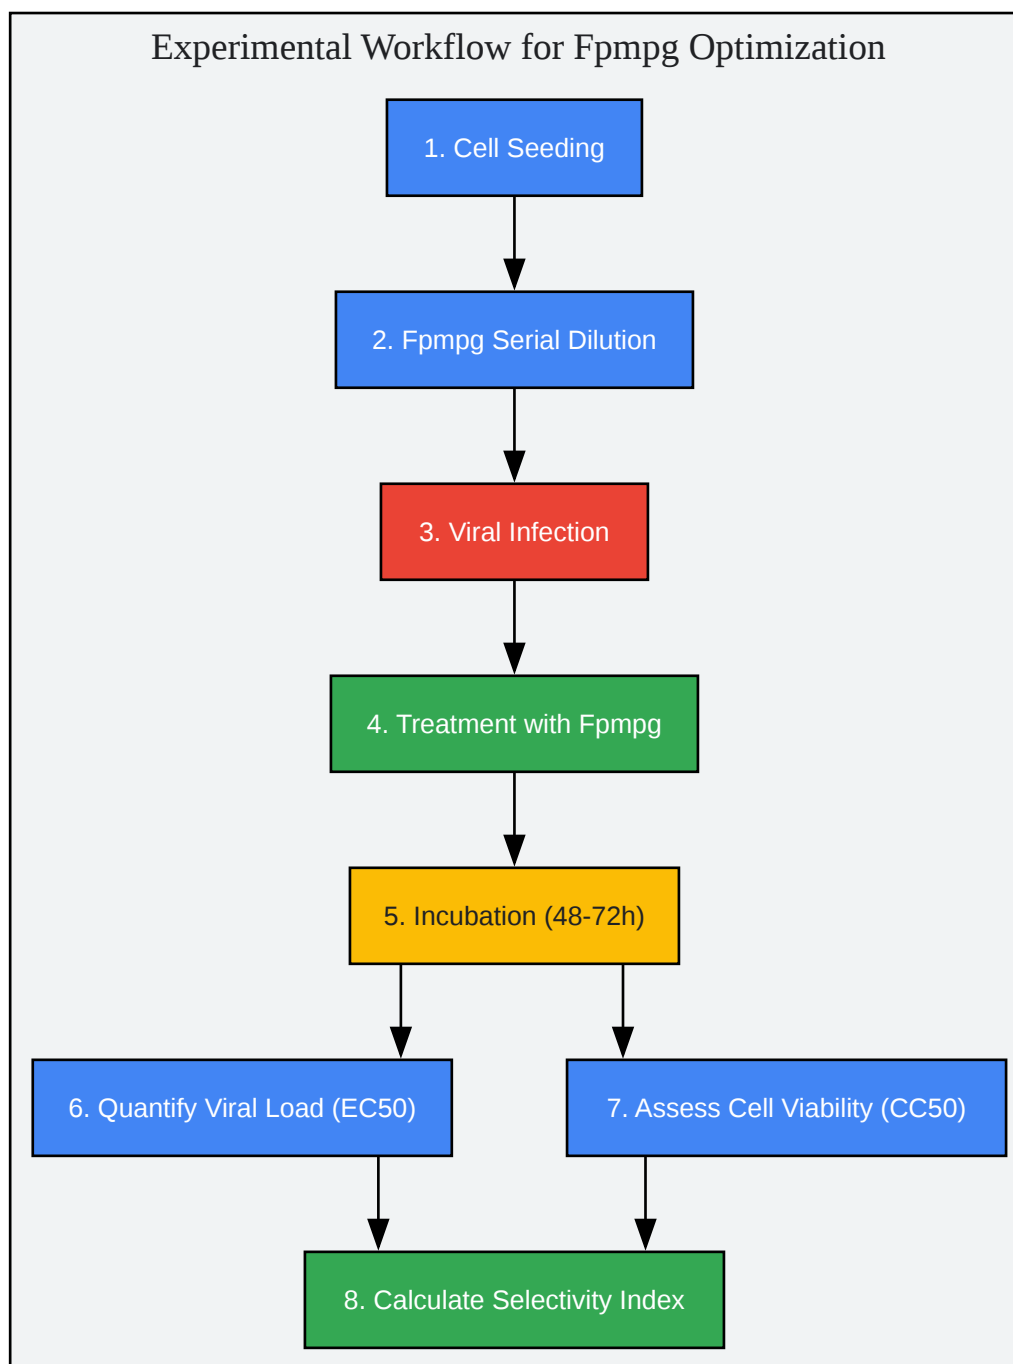 Experimental Workflow for Fpmpg Optimization
1. Cell Seeding
2. Fpmpg Serial Dilution
3. Viral Infection
4. Treatment with Fpmpg
5. Incubation (48-72h)
6. Quantify Viral Load (EC50)
7. Assess Cell Viability (CC50)
8. Calculate Selectivity Index